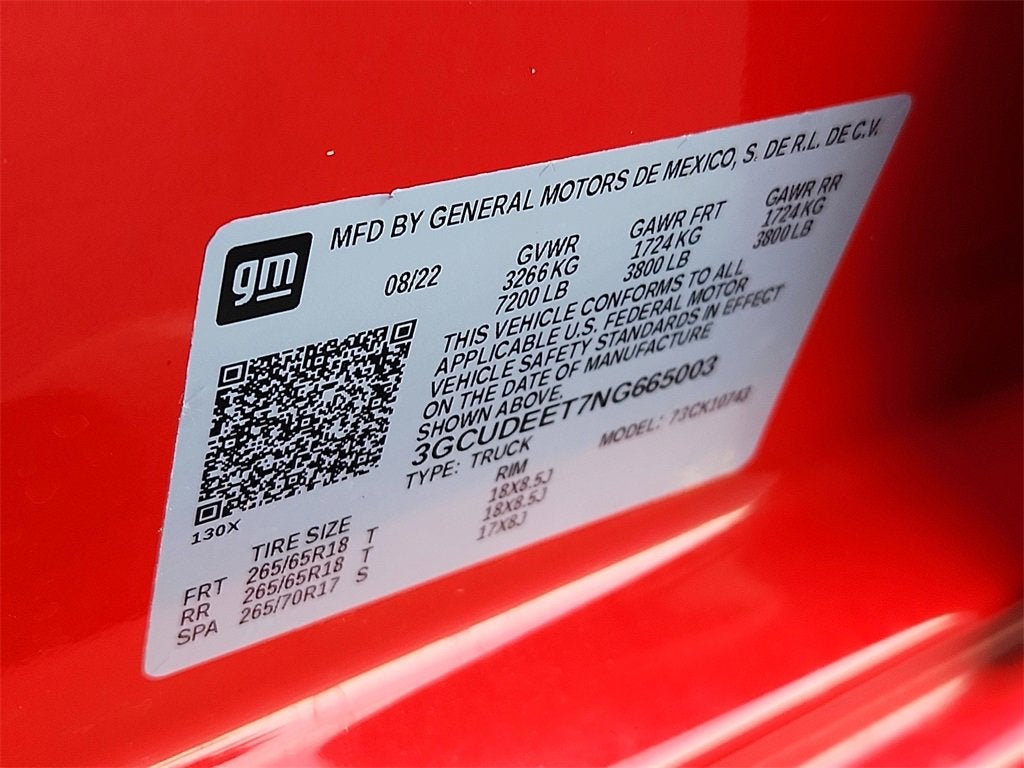 MFD BY GENERAL MOTORS DE MEXICO, S. DE R.L. DE C.V.
gm
08/22 GVWR GAWR FRT GAWR RR
3266 KG 1724 KG 1724 KG
7200 LB 3800 LB 3800 LB
THIS VEHICLE CONFORMS TO ALL
APPLICABLE U.S. FEDERAL MOTOR
VEHICLE SAFETY STANDARDS IN EFFECT
ON THE DATE OF MANUFACTURE
SHOWN ABOVE.
3GCUDEET7NG665003
TYPE: TRUCK MODEL: 73CK10743
130X
TIRE SIZE RIM
FRT 265/65R18 T 18X8.5J
RR 265/65R18 T 18X8.5J
SPA 265/70R17 S 17X8J